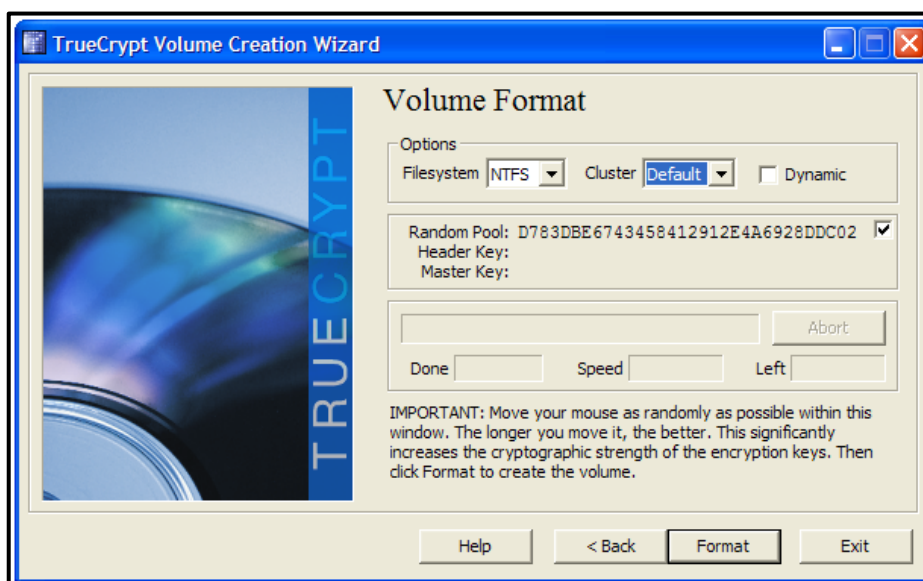 TrueCrypt Volume Creation Wizard
TRUECRYPT
Volume Format
Options
Filesystem NTFS Cluster Default Dynamic
Random Pool: D783DBE6743458412912E4A6928DDC02
Header Key:
Master Key:
Abort
Done Speed Left
IMPORTANT: Move your mouse as randomly as possible within this
window. The longer you move it, the better. This significantly
increases the cryptographic strength of the encryption keys. Then
click Format to create the volume.
Help < Back Format Exit